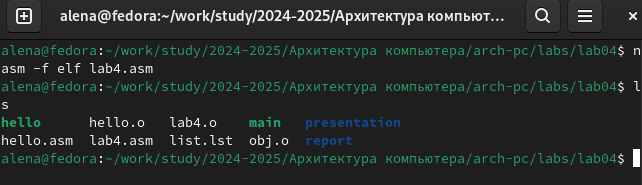 alena@fedora:~/work/study/2024-2025/Архитектура компьют…
alena@fedora:~/work/study/2024-2025/Архитектура компьютера/arch-pc/labs/lab04$ n
asm -f elf lab4.asm
alena@fedora:~/work/study/2024-2025/Архитектура компьютера/arch-pc/labs/lab04$ l
s
hello hello.o lab4.o main presentation
hello.asm lab4.asm list.lst obj.o report
alena@fedora:~/work/study/2024-2025/Архитектура компьютера/arch-pc/labs/lab04$